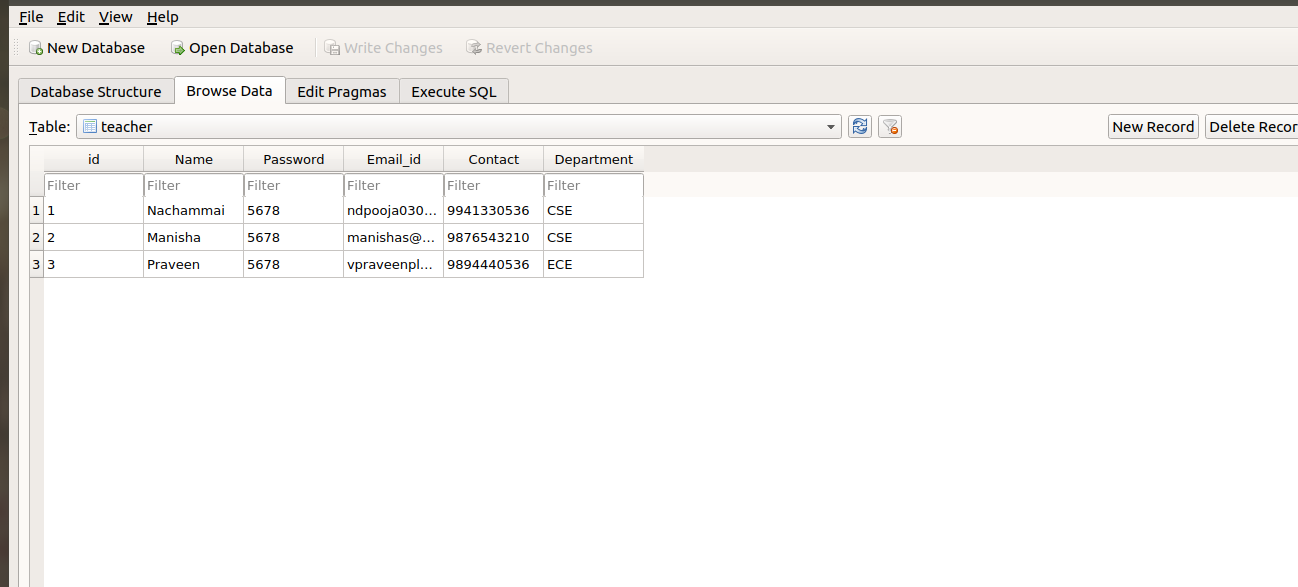 File Edit View Help
New Database Open Database Write Changes Revert Changes
Database Structure Browse Data Edit Pragmas Execute SQL
Table: teacher New Record Delete Recor
id Name Password Email_id Contact Department
Filter Filter Filter Filter Filter Filter
1 1 Nachammai 5678 ndpooja030... 9941330536 CSE
2 2 Manisha 5678 manishas@... 9876543210 CSE
3 3 Praveen 5678 vpraveenpl... 9894440536 ECE